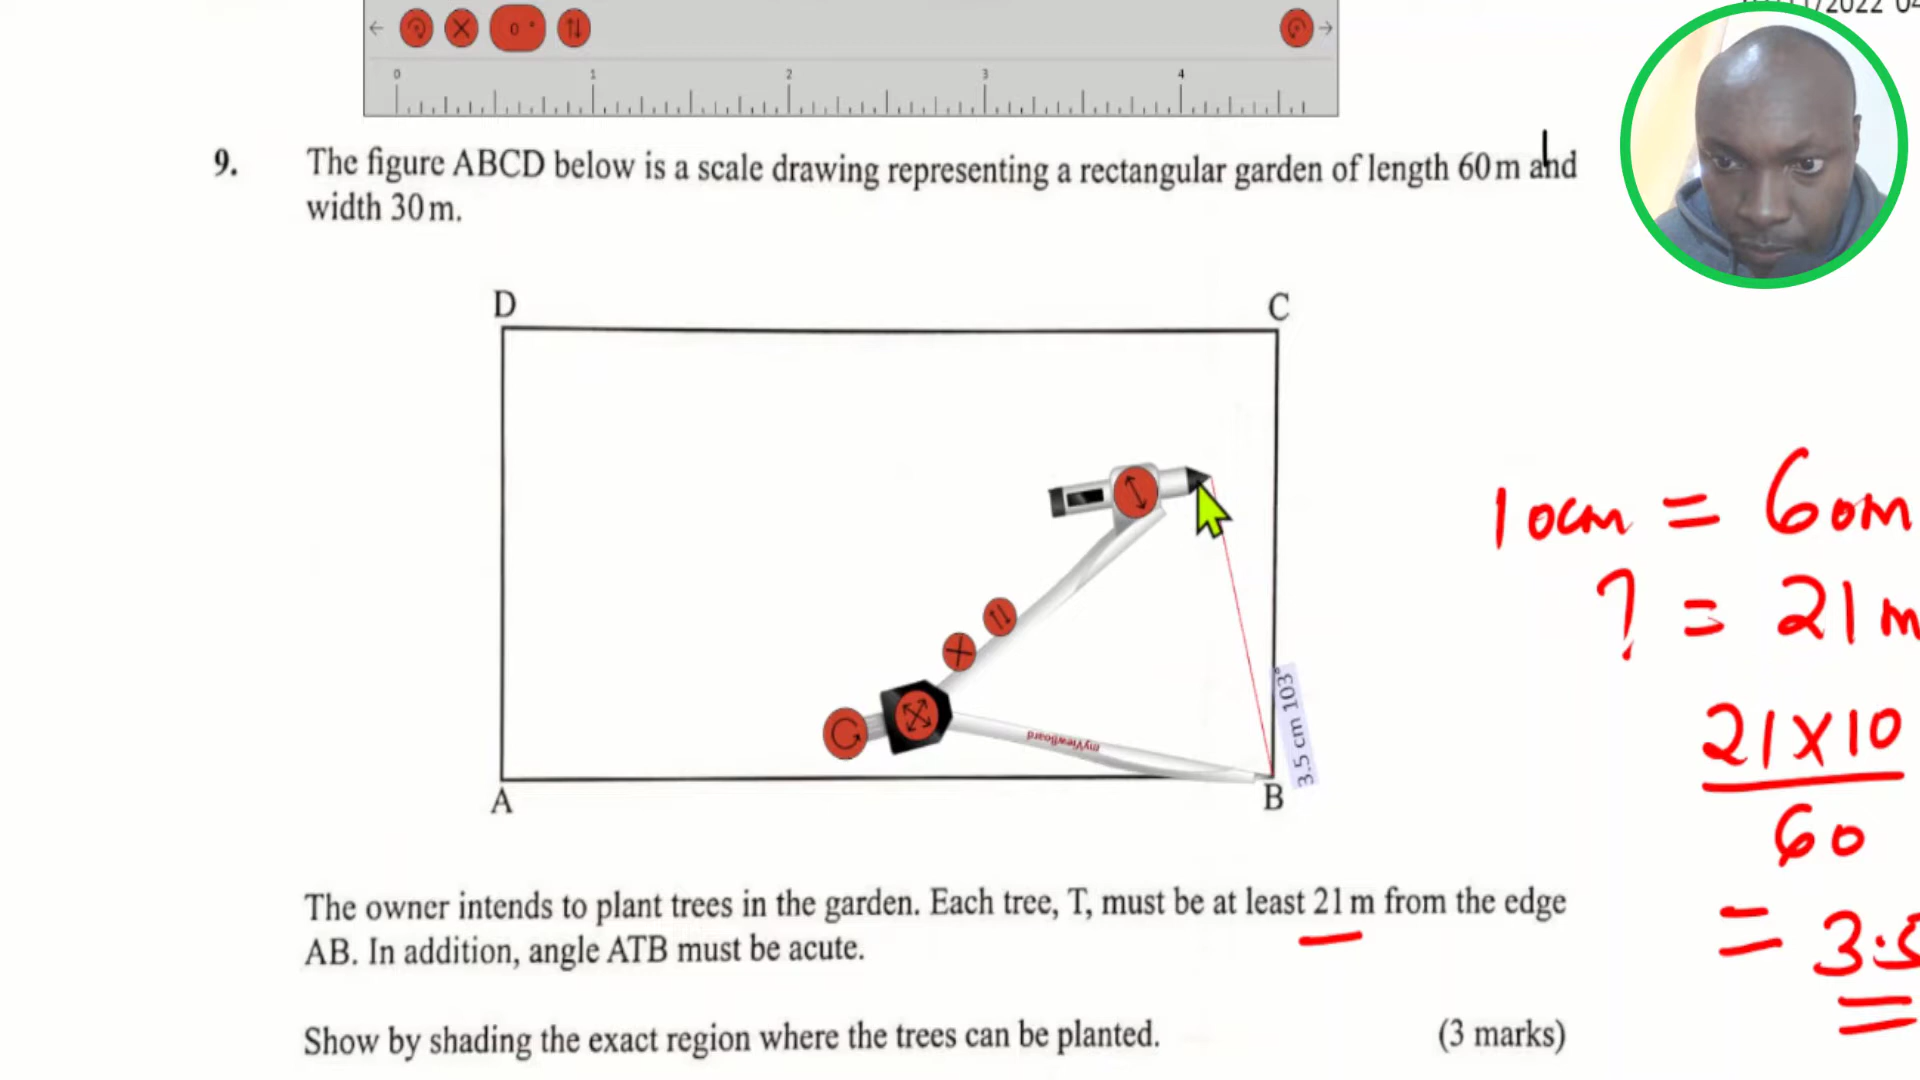 0 °
0 1 2 3 4
9. The figure ABCD below is a scale drawing representing a rectangular garden of length 60 m and
width 30 m.
D C
10cm = 60m
? = 21m
myViewBoard
3.5 cm 103°
A B
21 x 10
60
The owner intends to plant trees in the garden. Each tree, T, must be at least 21 m from the edge
AB. In addition, angle ATB must be acute.
= 3.5
Show by shading the exact region where the trees can be planted. (3 marks)